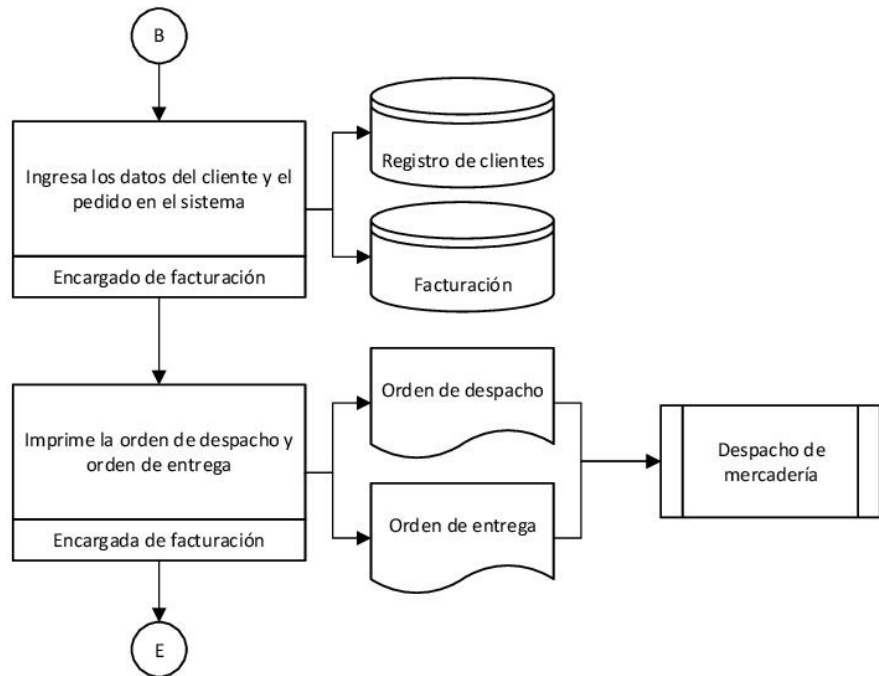 B
Ingresa los datos del cliente y el
pedido en el sistema
Encargado de facturación
Registro de clientes
Facturación
Imprime la orden de despacho y
orden de entrega
Encargada de facturación
Orden de despacho
Orden de entrega
Despacho de
mercadería
E